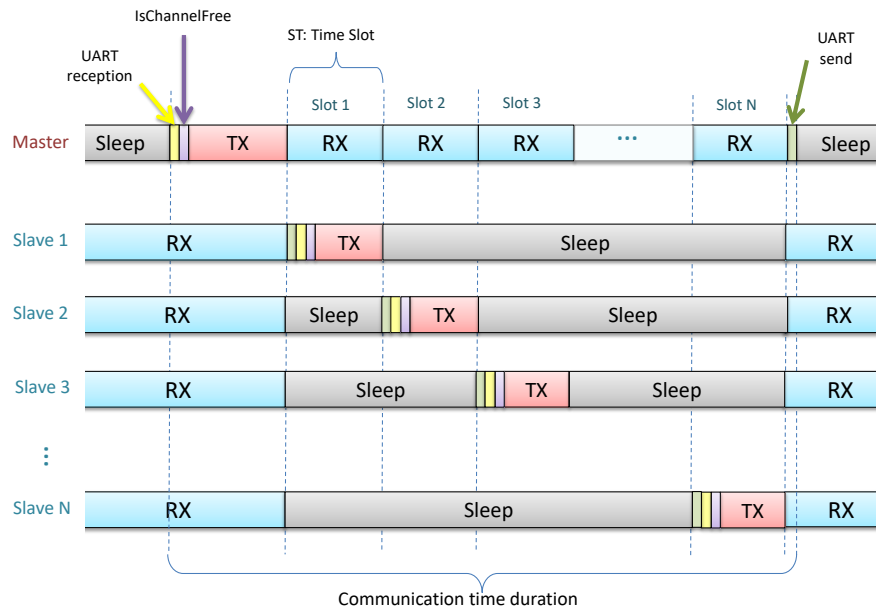 IsChannelFree
ST: Time Slot
UART
reception
UART
send
Slot 1
Slot 2
Slot 3
Slot N
Master
Sleep
TX
RX
RX
RX
...
RX
Sleep
Slave 1
RX
TX
Sleep
RX
Slave 2
RX
Sleep
TX
Sleep
RX
Slave 3
RX
Sleep
TX
Sleep
RX
...
Slave N
RX
Sleep
TX
RX
Communication time duration